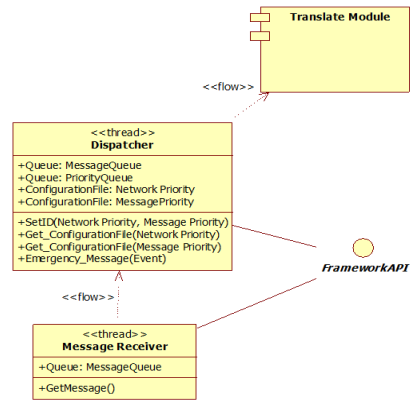 Translate Module
<<flow>>
<<thread>>
Dispatcher
+Queue: MessageQueue
+Queue: PriorityQueue
+ConfigurationFile: Network Priority
+ConfigurationFile: MessagePriority
+SetID(Network Priority, Message Priority)
+Get_ConfigurationFile(Network Priority)
+Get_ConfigurationFile(Message Priority)
+Emergency_Message(Event)
FrameworkAPI
<<flow>>
<<thread>>
Message Receiver
+Queue: MessageQueue
+GetMessage()